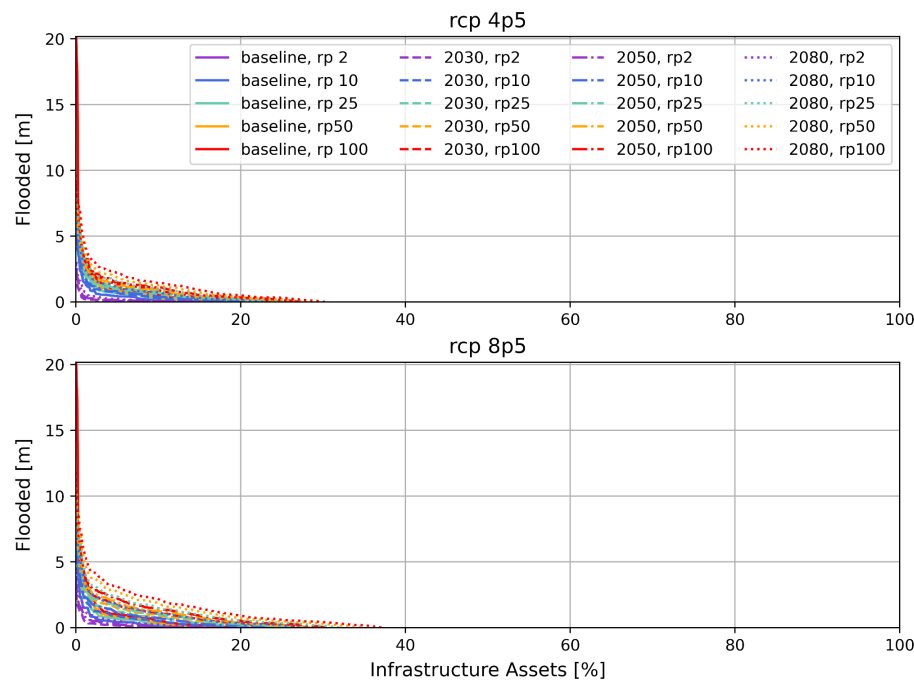 rcp 4p5
20
15
10
5
0
Flooded [m]
baseline, rp 2
baseline, rp 10
baseline, rp 25
baseline, rp50
baseline, rp 100
2030, rp2
2030, rp10
2030, rp25
2030, rp50
2030, rp100
2050, rp2
2050, rp10
2050, rp25
2050, rp50
2050, rp100
2080, rp2
2080, rp10
2080, rp25
2080, rp50
2080, rp100
0 20 40 60 80 100
rcp 8p5
20
15
10
5
0
Flooded [m]
0 20 40 60 80 100
Infrastructure Assets [%]